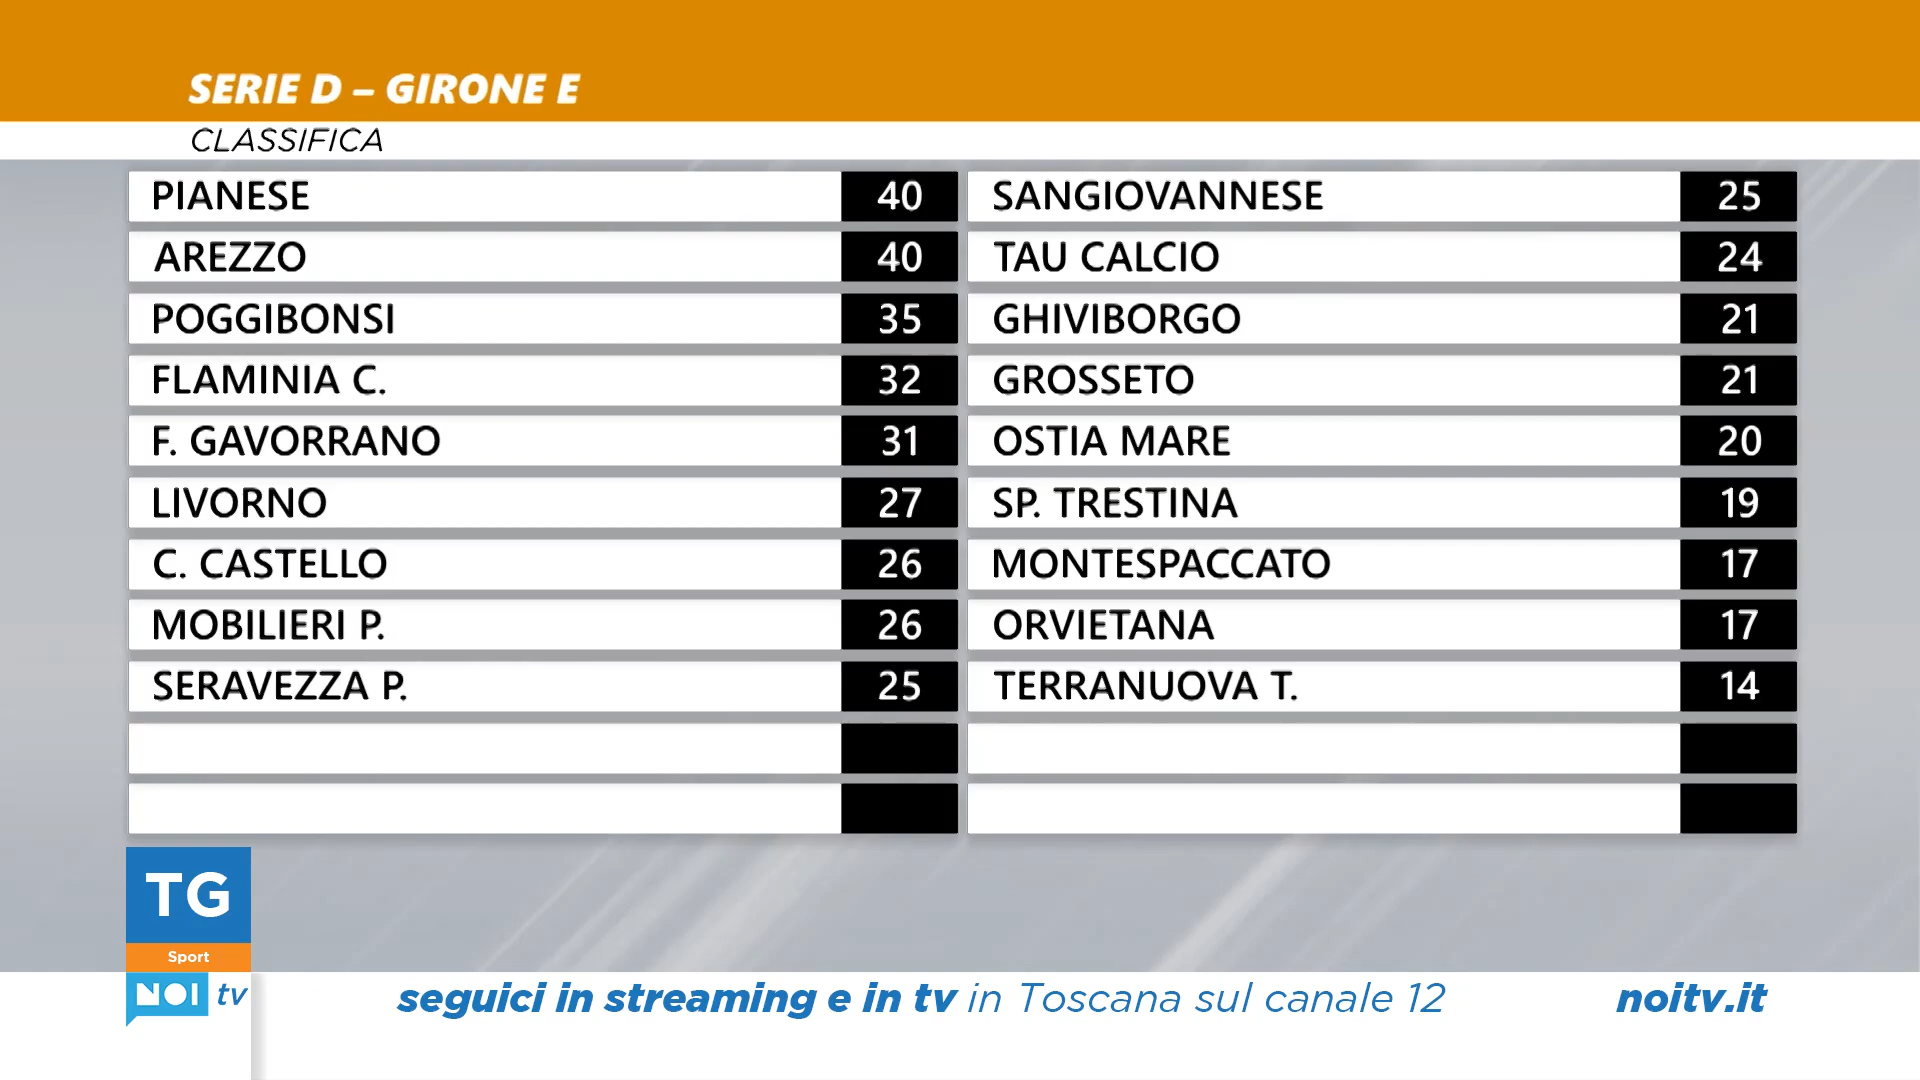 SERIE D – GIRONE E
CLASSIFICA
PIANESE 40
AREZZO 40
POGGIBONSI 35
FLAMINIA C. 32
F. GAVORRANO 31
LIVORNO 27
C. CASTELLO 26
MOBILIERI P. 26
SERAVEZZA P. 25
SANGIOVANNESE 25
TAU CALCIO 24
GHIVIBORGO 21
GROSSETO 21
OSTIA MARE 20
SP. TRESTINA 19
MONTESPACCATO 17
ORVIETANA 17
TERRANUOVA T. 14
TG
Sport
NOI tv
seguici in streaming e in tv in Toscana sul canale 12
noitv.it